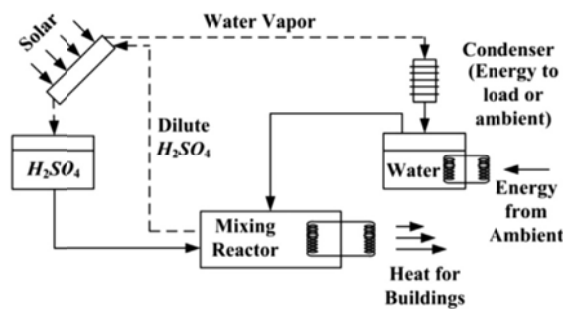 Solar
Water Vapor
Condenser
(Energy to
load or
ambient)
Dilute
H₂SO₄
H₂SO₄
Water
Energy
from
Ambient
Mixing
Reactor
Heat for
Buildings